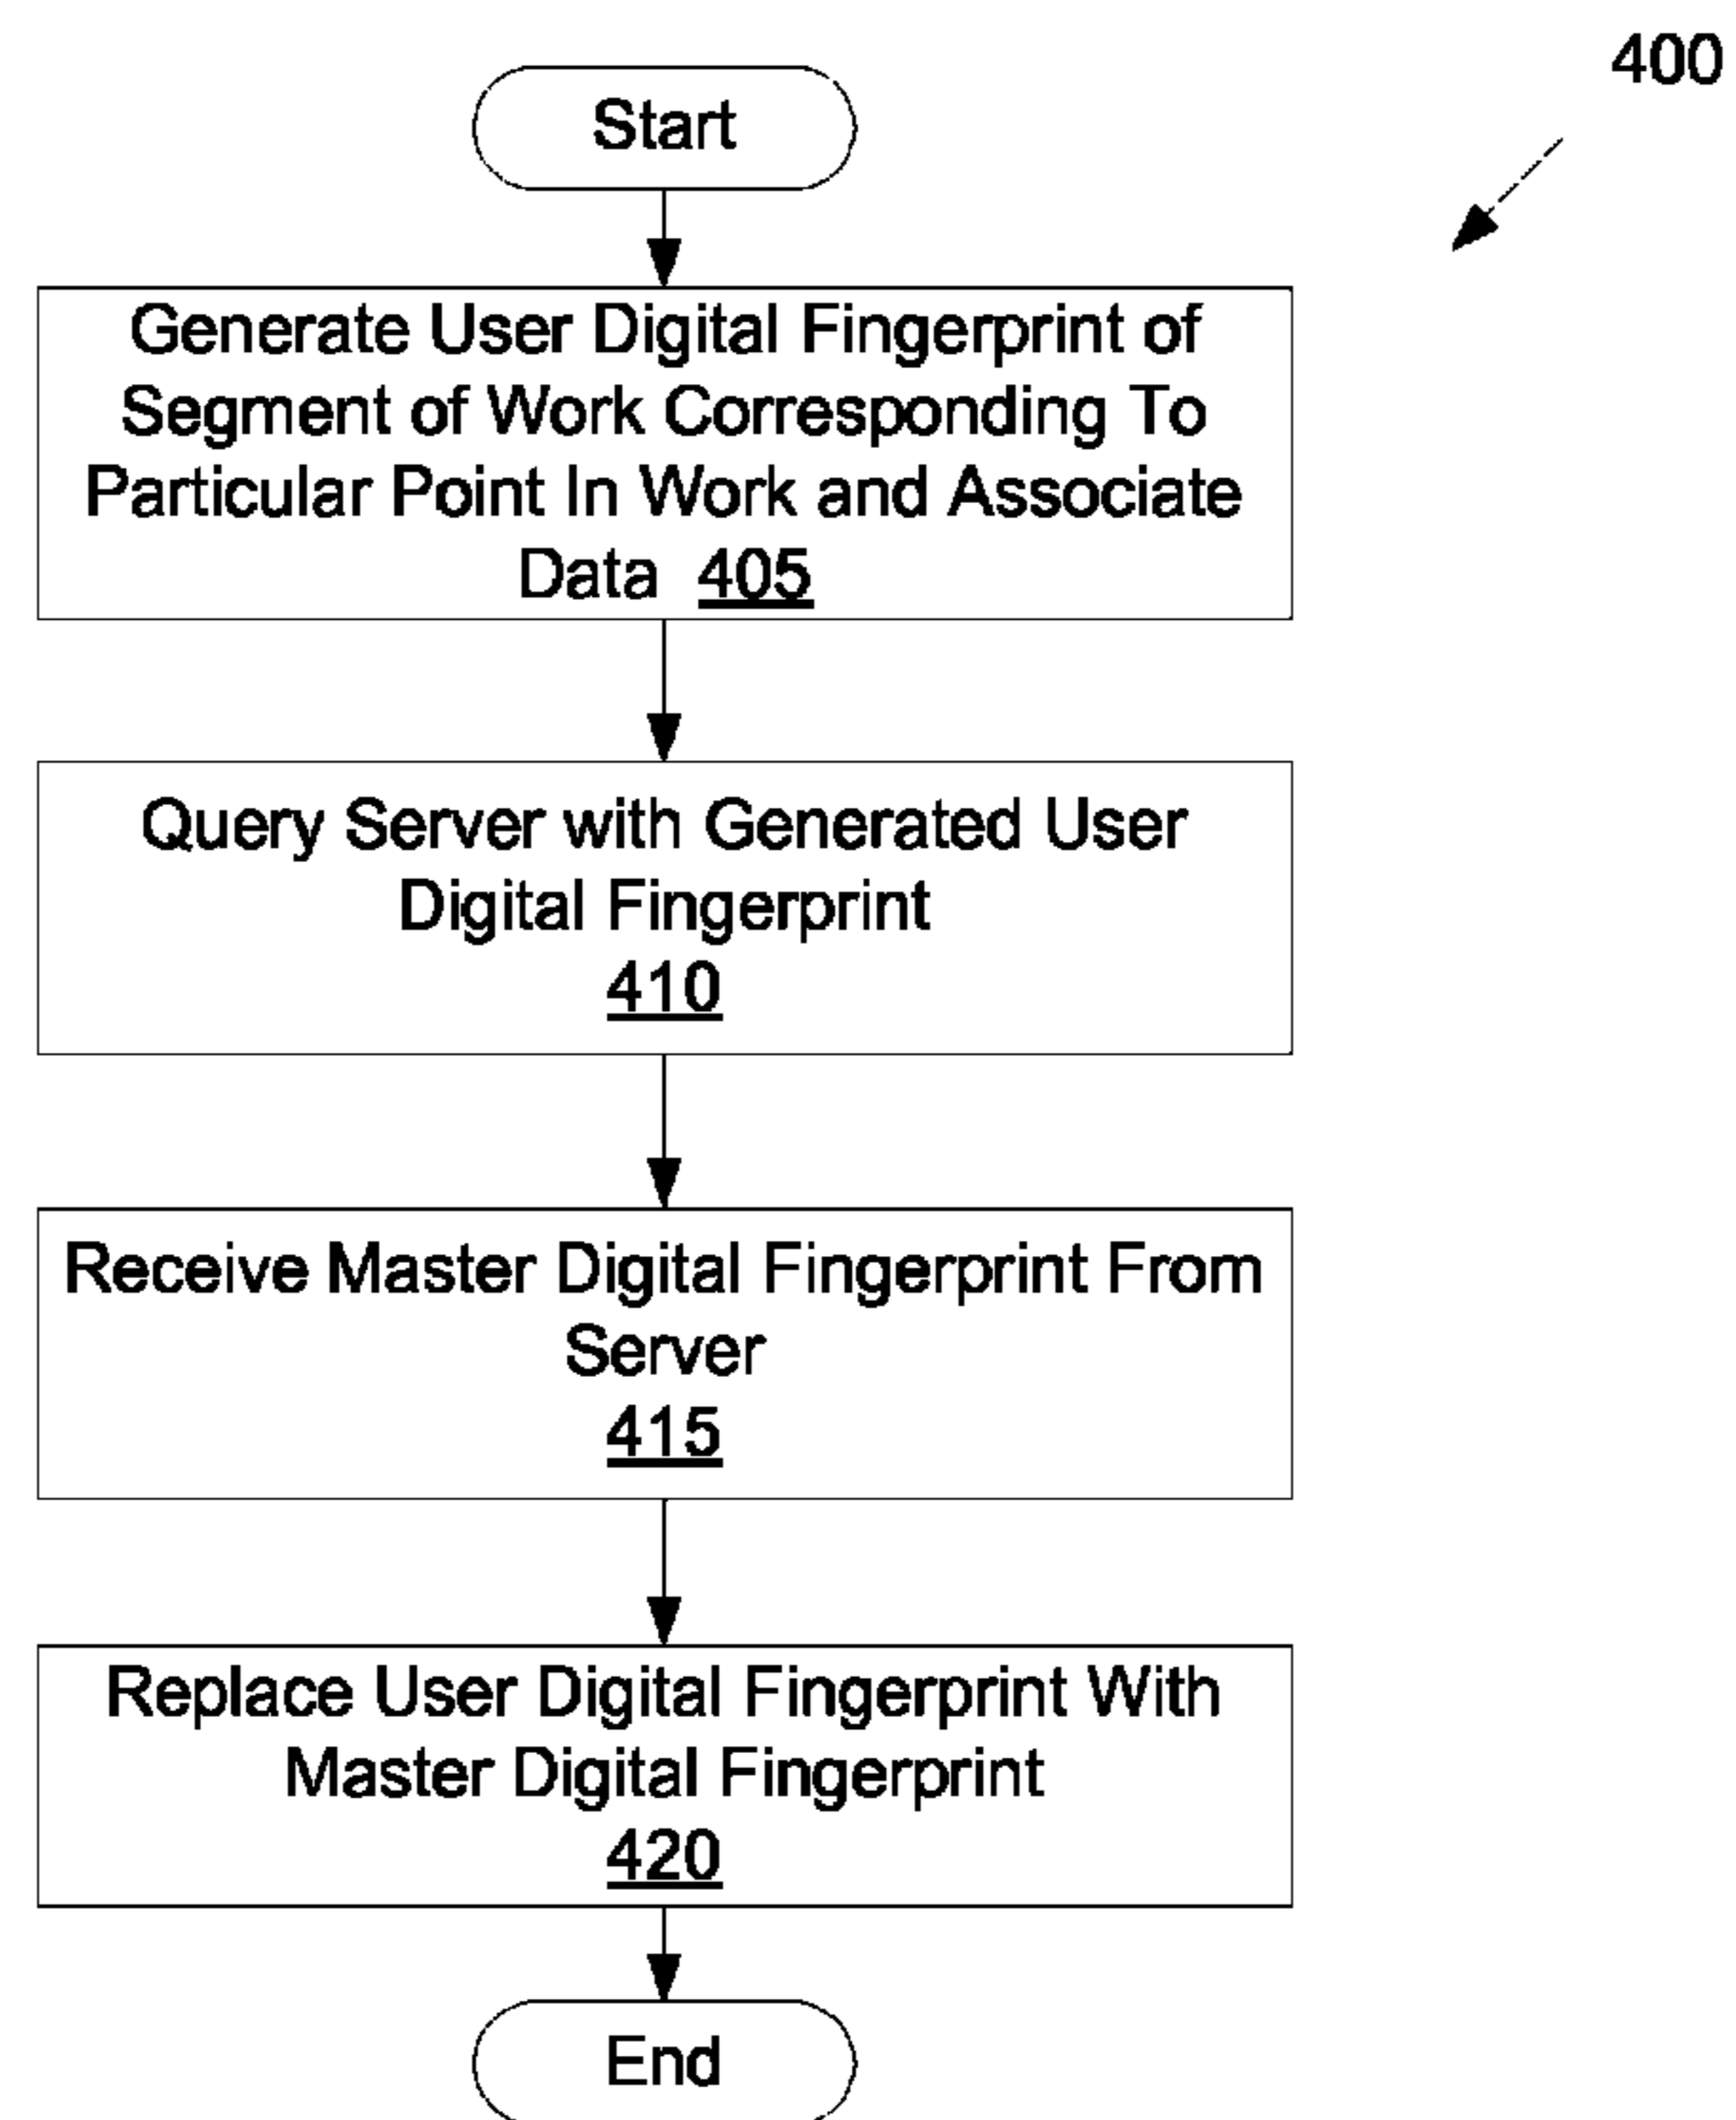 400
Start
Generate User Digital Fingerprint of
Segment of Work Corresponding To
Particular Point In Work and Associate
Data 405
Query Server with Generated User
Digital Fingerprint
410
Receive Master Digital Fingerprint From
Server
415
Replace User Digital Fingerprint With
Master Digital Fingerprint
420
End